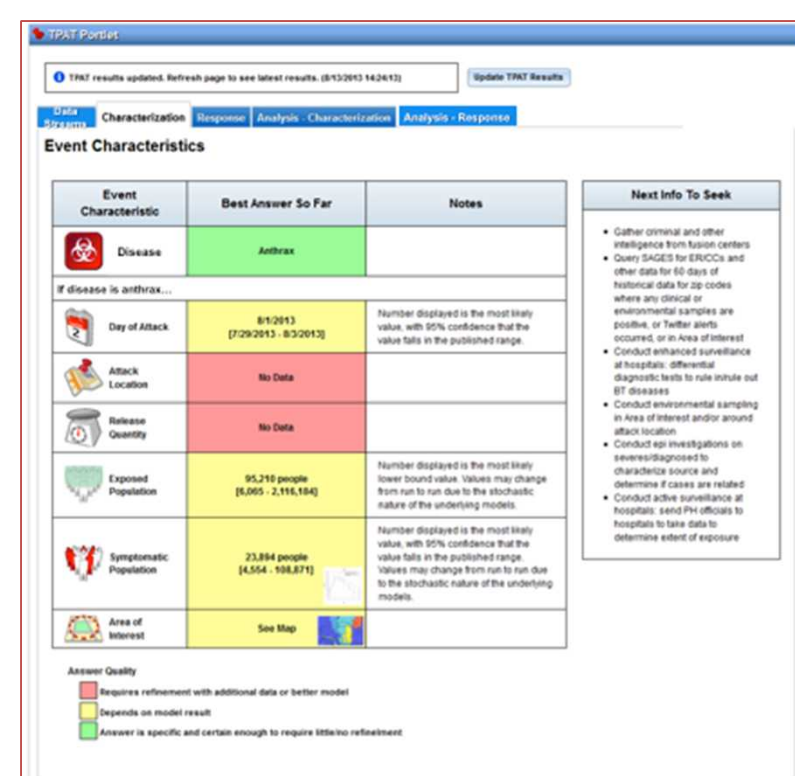 TPAT Portlet
TPAT results updated. Refresh page to see latest results. (8/13/2013 14:24:13)
Update TPAT Results
Data
Streams
Characterization
Response
Analysis - Characterization
Analysis - Response
Event Characteristics
Event
Characteristic
Best Answer So Far
Notes
Disease
Anthrax
If disease is anthrax...
Day of Attack
8/1/2013
[7/29/2013 - 8/3/2013]
Number displayed is the most likely
value, with 95% confidence that the
value falls in the published range.
Attack
Location
No Data
Release
Quantity
No Data
Exposed
Population
95,210 people
[6,065 - 2,116,184]
Number displayed is the most likely
lower bound value. Values may change
from run to run due to the stochastic
nature of the underlying models.
Symptomatic
Population
23,894 people
[4,554 - 108,871]
Number displayed is the most likely
value, with 95% confidence that the
value falls in the published range.
Values may change from run to run due
to the stochastic nature of the underlying
models.
Area of
Interest
See Map
Next Info To Seek
• Gather criminal and other
intelligence from fusion centers
• Query SAGES for ER/CCs and
other data for 60 days of
historical data for zip codes
where any clinical or
environmental samples are
positive, or Twitter alerts
occurred, or in Area of Interest
• Conduct enhanced surveillance
at hospitals: differential
diagnostic tests to rule in/rule out
BT diseases
• Conduct environmental sampling
in Area of Interest and/or around
attack location
• Conduct epi investigations on
severes/diagnosed to
characterize source and
determine if cases are related
• Conduct active surveillance at
hospitals: send PH officials to
hospitals to take data to
determine extent of exposure
Answer Quality
Requires refinement with additional data or better model
Depends on model result
Answer is specific and certain enough to require little/no refinelment